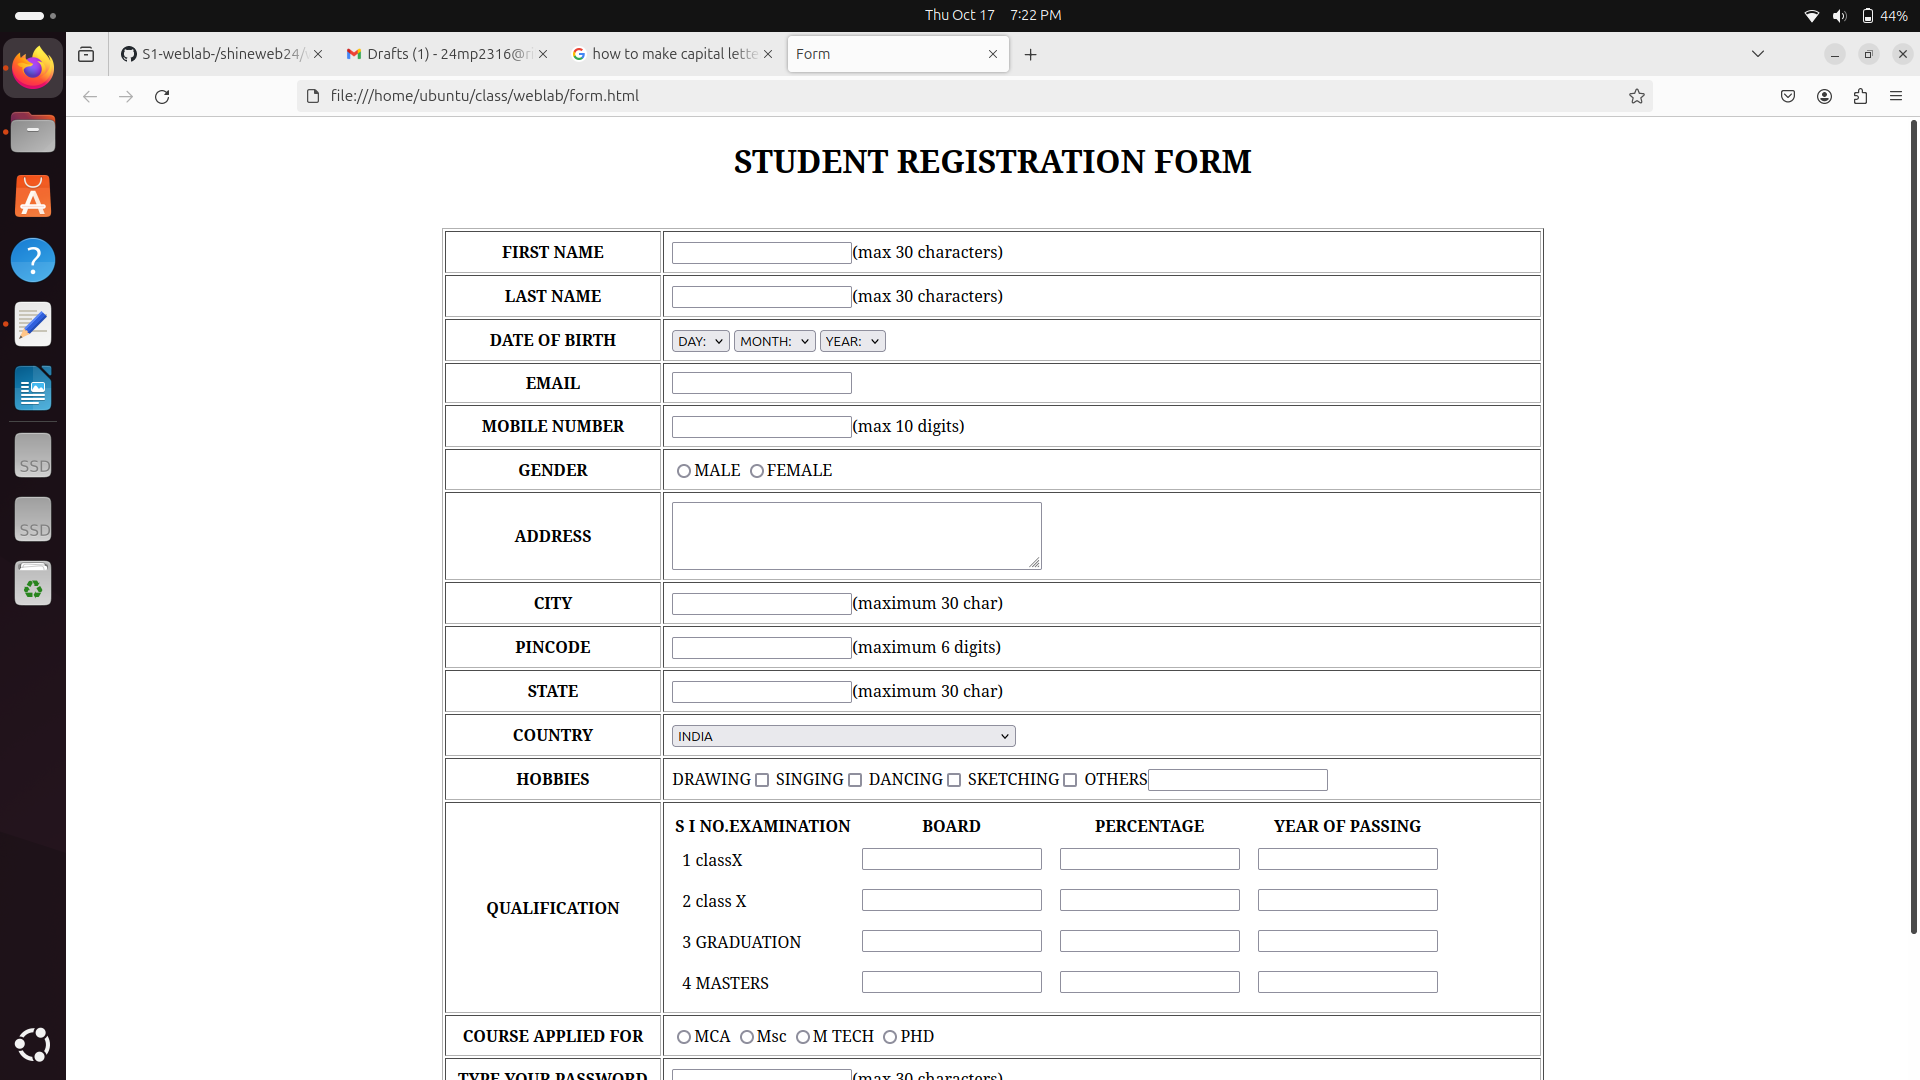 Thu Oct 17 7:22 PM
44%
S1-weblab-/shineweb24/
Drafts (1) - 24mp2316@
how to make capital lette
Form
file:///home/ubuntu/class/weblab/form.html
STUDENT REGISTRATION FORM
FIRST NAME (max 30 characters)
LAST NAME (max 30 characters)
DATE OF BIRTH DAY: MONTH: YEAR:
EMAIL
MOBILE NUMBER (max 10 digits)
GENDER MALE FEMALE
ADDRESS
CITY (maximum 30 char)
PINCODE (maximum 6 digits)
STATE (maximum 30 char)
COUNTRY INDIA
HOBBIES DRAWING SINGING DANCING SKETCHING OTHERS
QUALIFICATION
S I NO.EXAMINATION BOARD PERCENTAGE YEAR OF PASSING
1 classX
2 class X
3 GRADUATION
4 MASTERS
COURSE APPLIED FOR MCA Msc M TECH PHD
TYPE YOUR PASSWORD (max 30 characters)
SSD
SSD